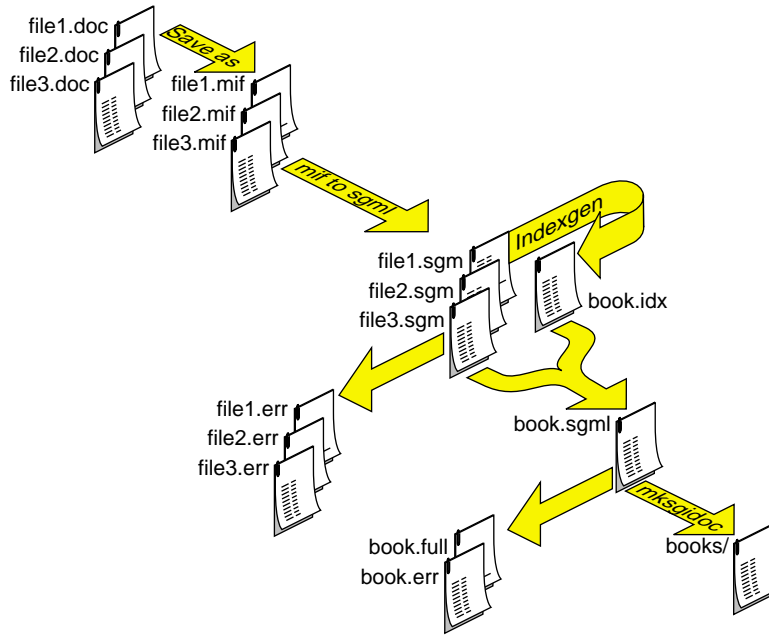 file1.doc
file2.doc
file3.doc
Save as
file1.mif
file2.mif
file3.mif
mif to sgml
Indexgen
file1.sgm
file2.sgm
file3.sgm
book.idx
file1.err
file2.err
file3.err
book.sgml
mksgidoc
book.full
book.err
books/